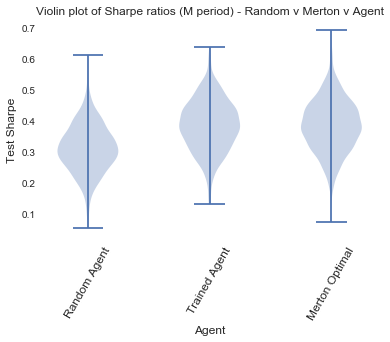 Violin plot of Sharpe ratios (M period) - Random v Merton v Agent
0.7
0.6
0.5
0.4
0.3
0.2
0.1
Test Sharpe
Random Agent
Trained Agent
Merton Optimal
Agent